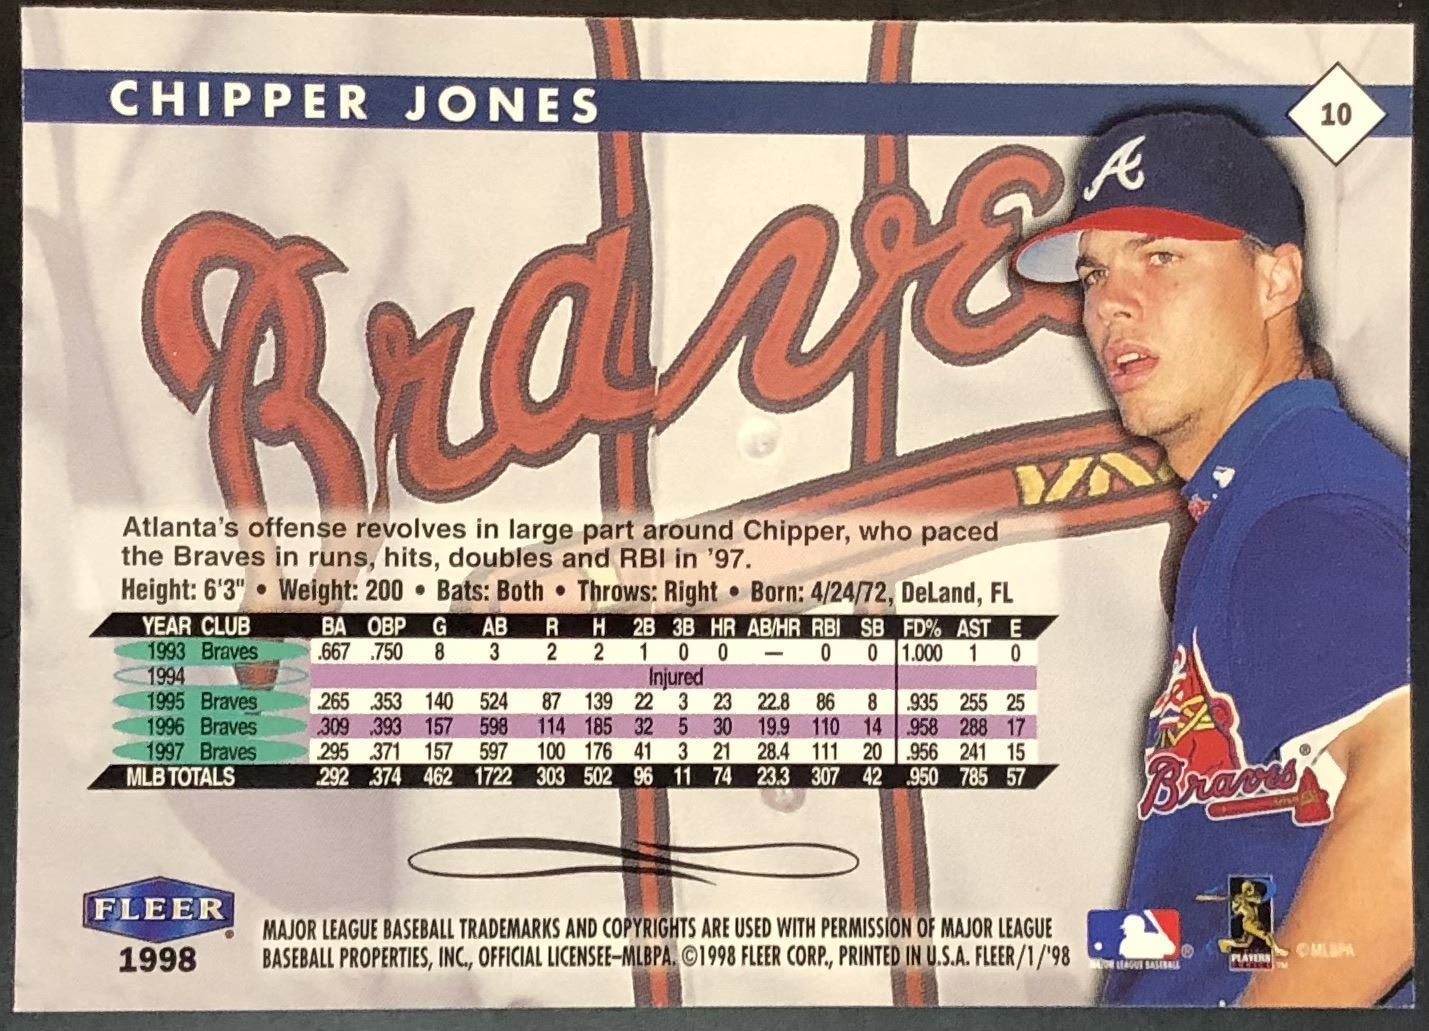 CHIPPER JONES
10
A
Braves
Atlanta's offense revolves in large part around Chipper, who paced
the Braves in runs, hits, doubles and RBI in '97.
Height: 6'3" • Weight: 200 • Bats: Both • Throws: Right • Born: 4/24/72, DeLand, FL
YEAR CLUB BA OBP G AB R H 2B 3B HR AB/HR RBI SB FD% AST E
1993 Braves .667 .750 8 3 2 2 1 0 0 — 0 0 1.000 1 0
1994 Injured
1995 Braves .265 .353 140 524 87 139 22 3 23 22.8 86 8 .935 255 25
1996 Braves .309 .393 157 598 114 185 32 5 30 19.9 110 14 .958 288 17
1997 Braves .295 .371 157 597 100 176 41 3 21 28.4 111 20 .956 241 15
MLB TOTALS .292 .374 462 1722 303 502 96 11 74 23.3 307 42 .950 785 57
Braves ®
FLEER
1998
MAJOR LEAGUE BASEBALL TRADEMARKS AND COPYRIGHTS ARE USED WITH PERMISSION OF MAJOR LEAGUE
BASEBALL PROPERTIES, INC., OFFICIAL LICENSEE–MLBPA. ©1998 FLEER CORP., PRINTED IN U.S.A. FLEER/1/'98
MAJOR LEAGUE BASEBALL ®
PLAYERS
CHOICE ™
© MLBPA